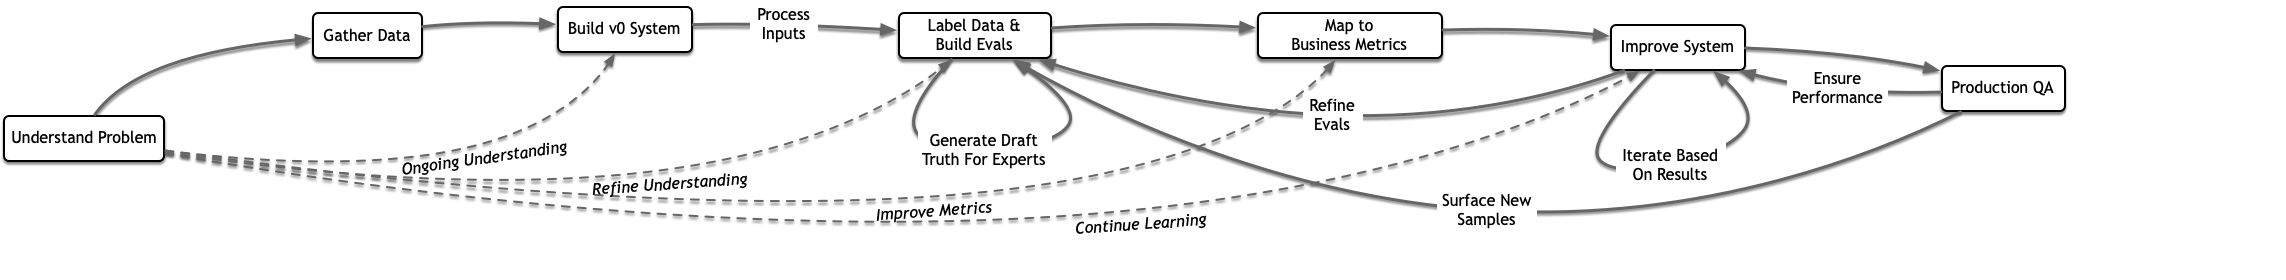 Understand Problem
Gather Data
Build v0 System
Process
Inputs
Label Data &
Build Evals
Map to
Business Metrics
Improve System
Production QA
Ensure
Performance
Refine
Evals
Generate Draft
Truth For Experts
Iterate Based
On Results
Surface New
Samples
Ongoing Understanding
Refine Understanding
Improve Metrics
Continue Learning